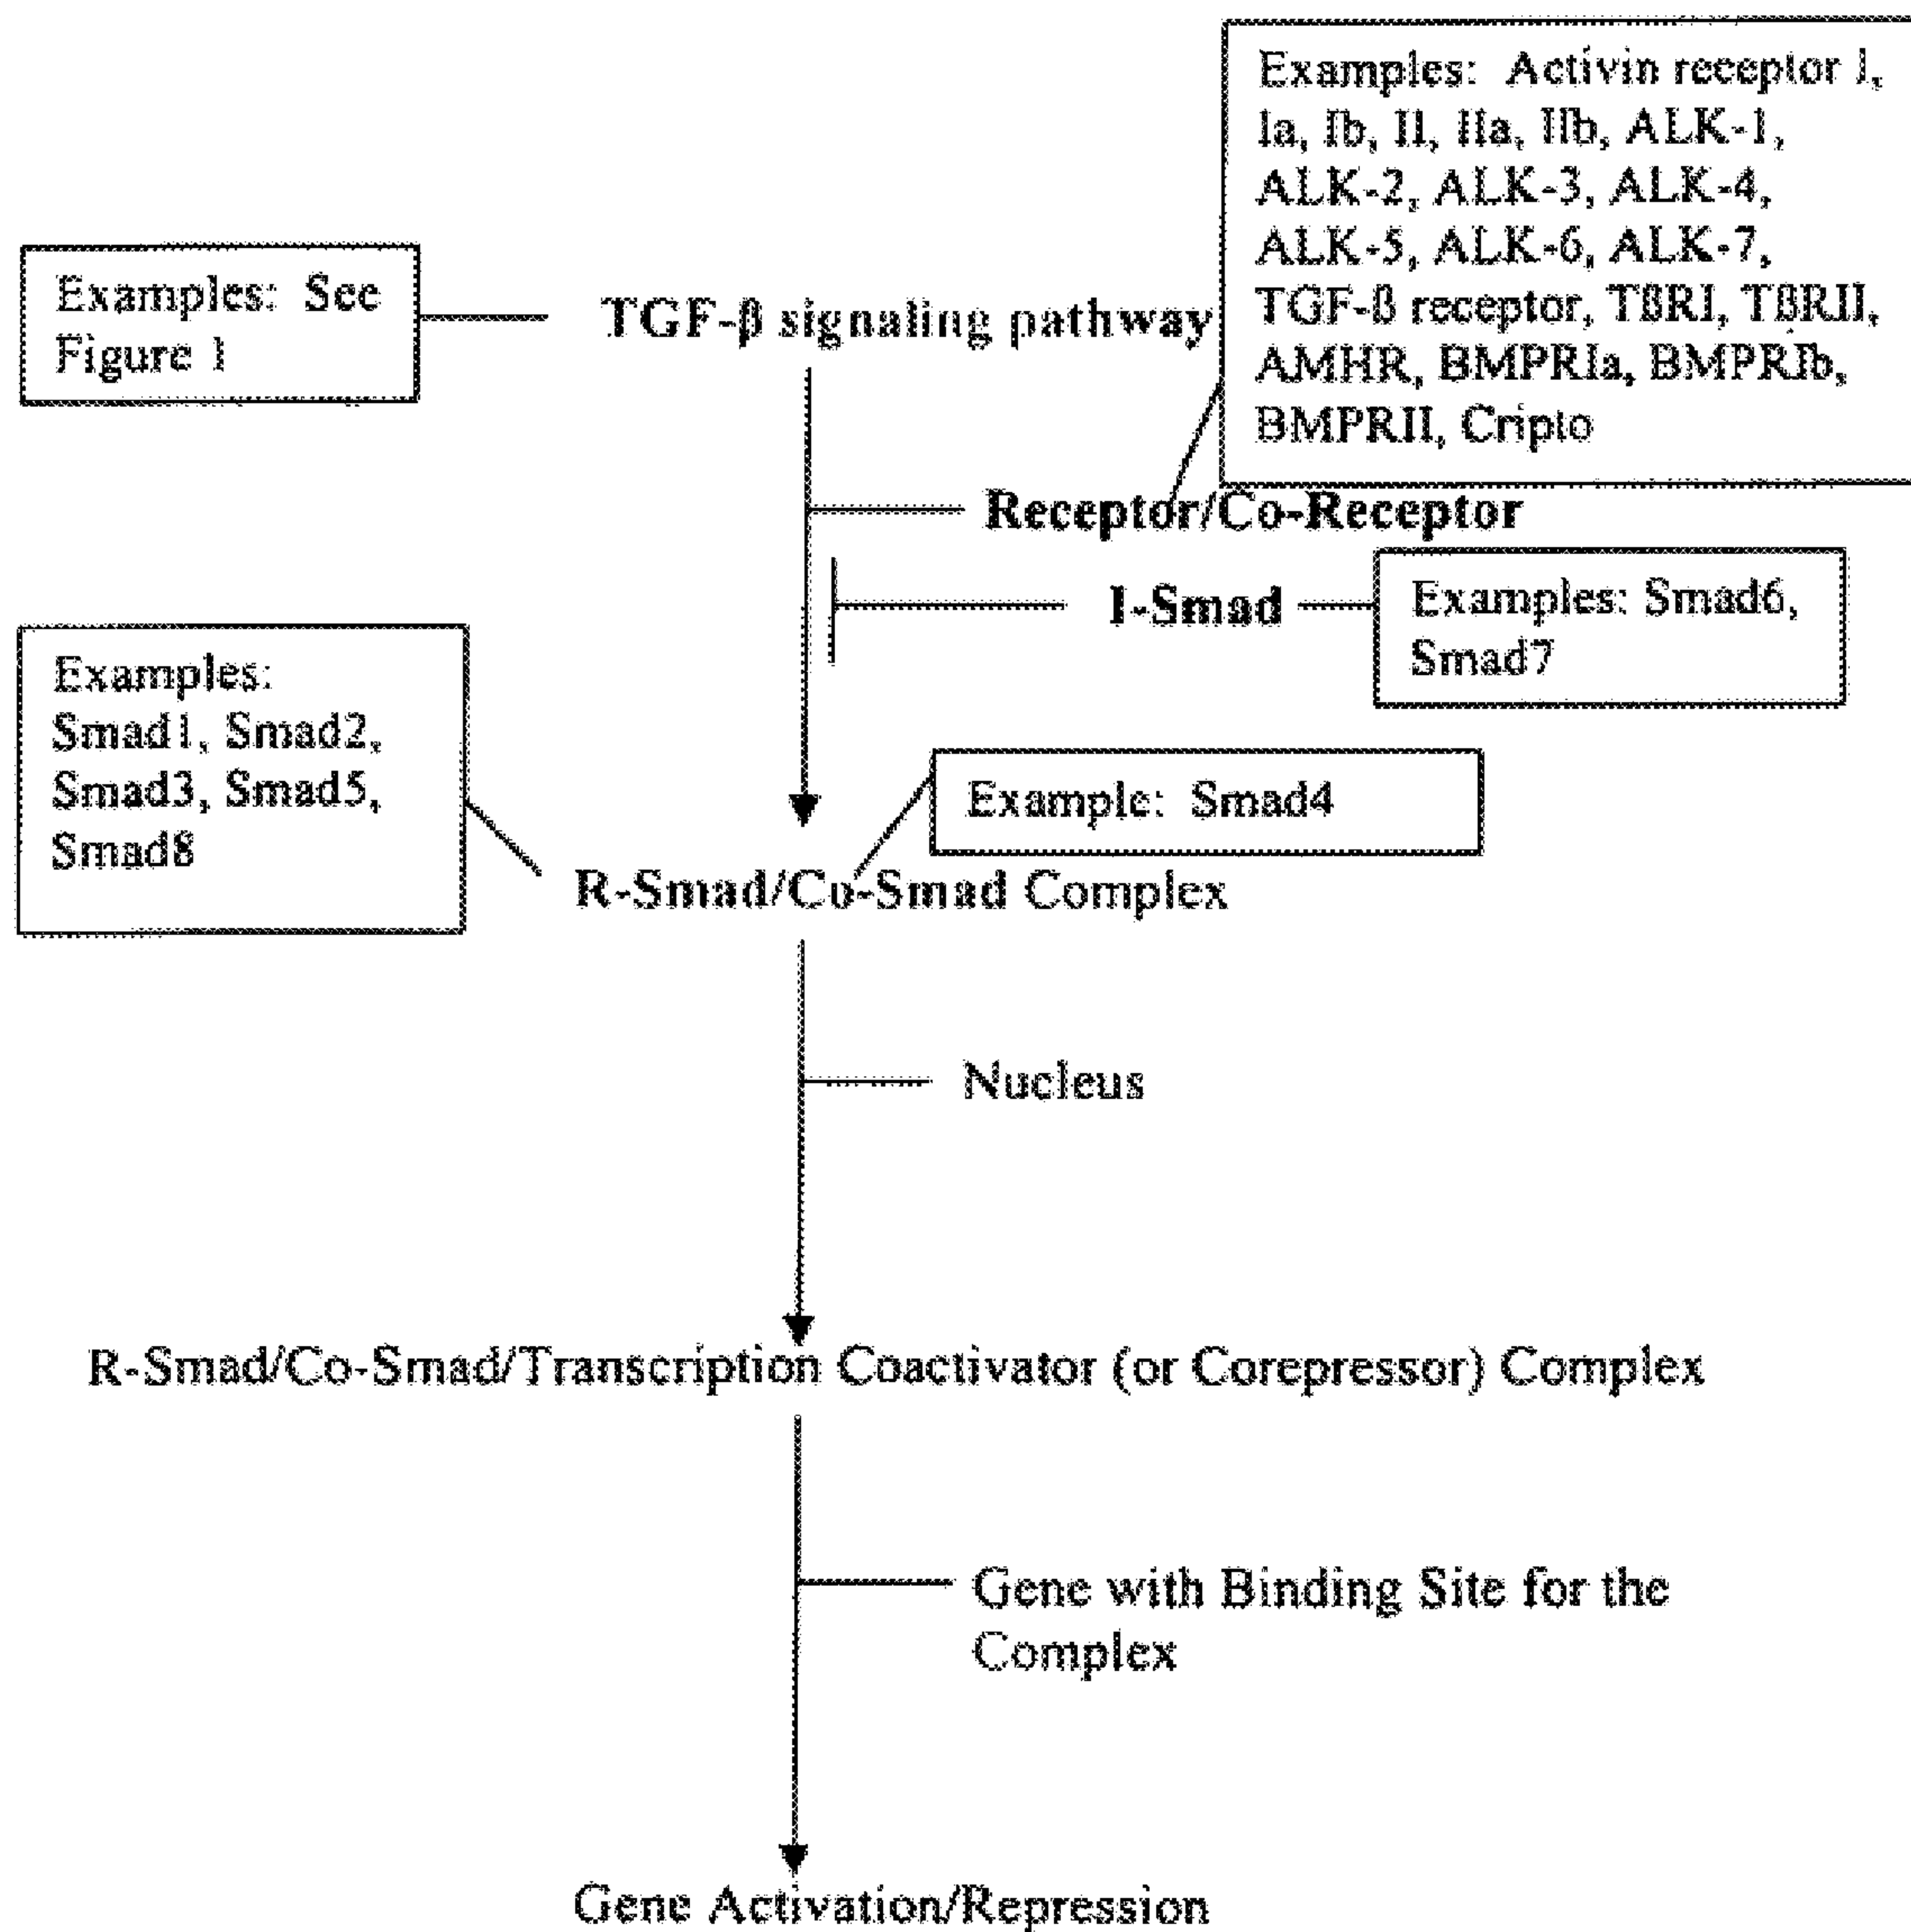 Examples: Activin receptor I,
Ia, Ib, II, IIa, IIb, ALK-1,
ALK-2, ALK-3, ALK-4,
ALK-5, ALK-6, ALK-7,
TGF-ß receptor, TßRI, TßRII,
AMHR, BMPRIa, BMPRIb,
BMPRII, Cripto
Examples: See
Figure 1
TGF-β signaling pathway
Receptor/Co-Receptor
I-Smad
Examples: Smad6,
Smad7
Examples:
Smad1, Smad2,
Smad3, Smad5,
Smad8
Example: Smad4
R-Smad/Co-Smad Complex
Nucleus
R-Smad/Co-Smad/Transcription Coactivator (or Corepressor) Complex
Gene with Binding Site for the
Complex
Gene Activation/Repression